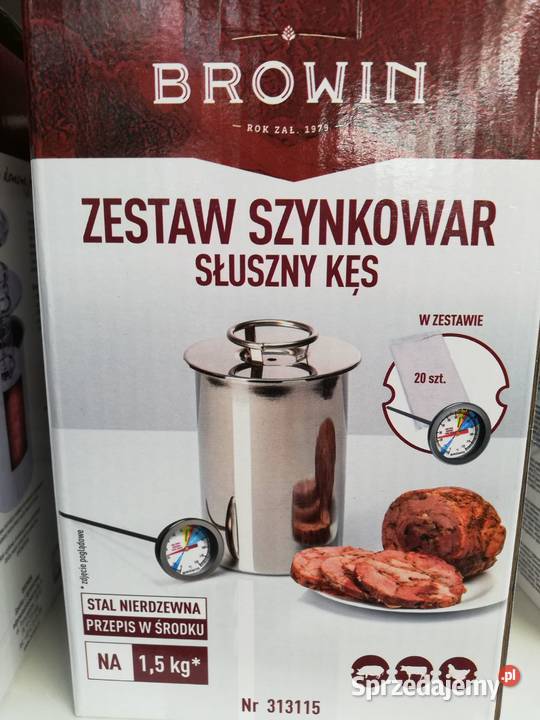 BROWIN
ROK ZAŁ. 1979
ZESTAW SZYNKOWAR
SŁUSZNY KĘS
W ZESTAWIE
20 szt.
* zdjęcie poglądowe
STAL NIERDZEWNA
PRZEPIS W ŚRODKU
NA 1,5 kg*
Nr 313115
Sprzedajemy.pl